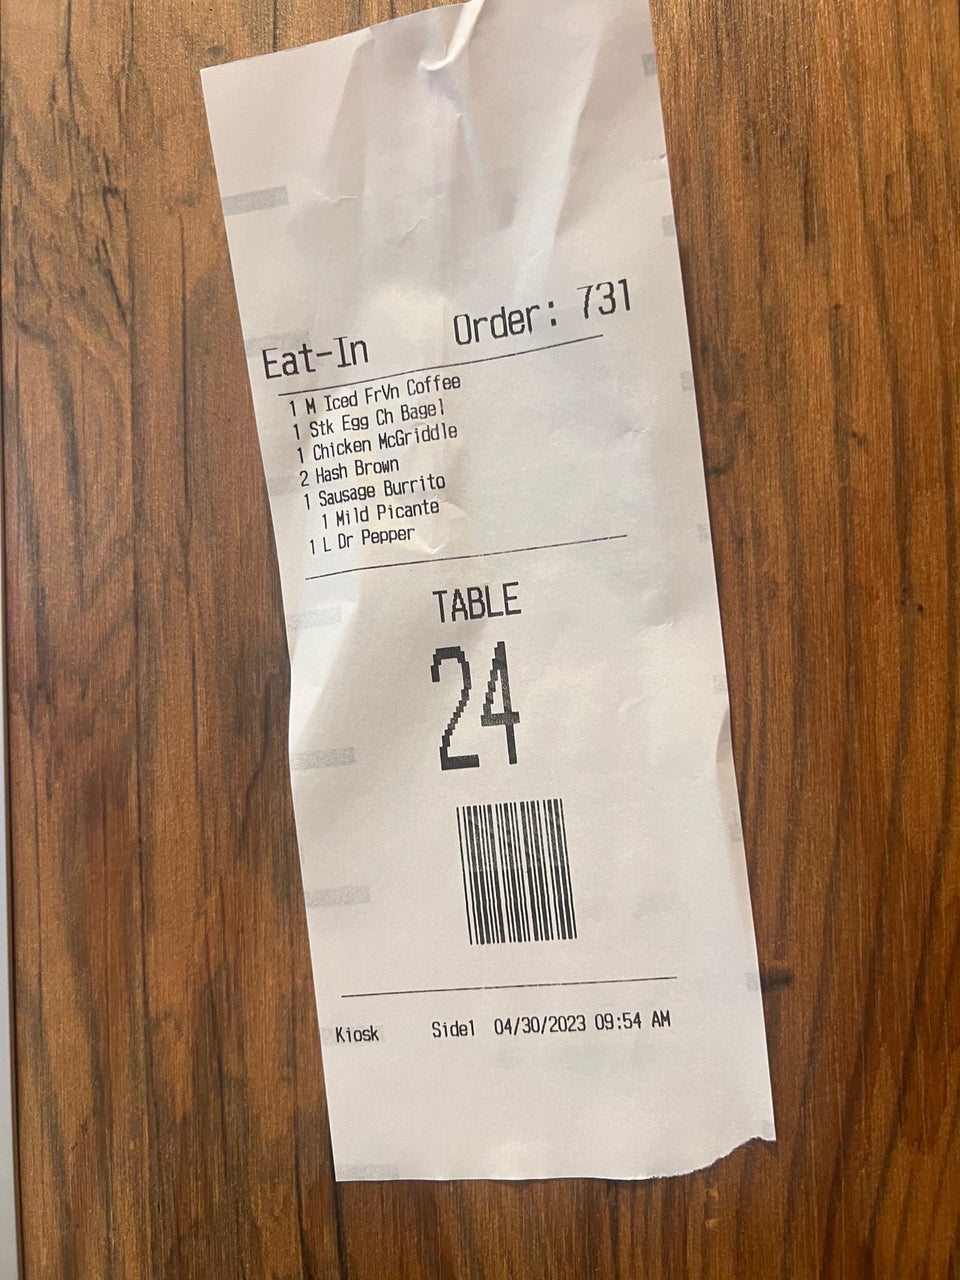 Eat-In Order: 731
1 M Iced FrVn Coffee
1 Stk Egg Ch Bagel
1 Chicken McGriddle
2 Hash Brown
1 Sausage Burrito
1 Mild Picante
1 L Dr Pepper
TABLE
24
Kiosk Side1 04/30/2023 09:54 AM